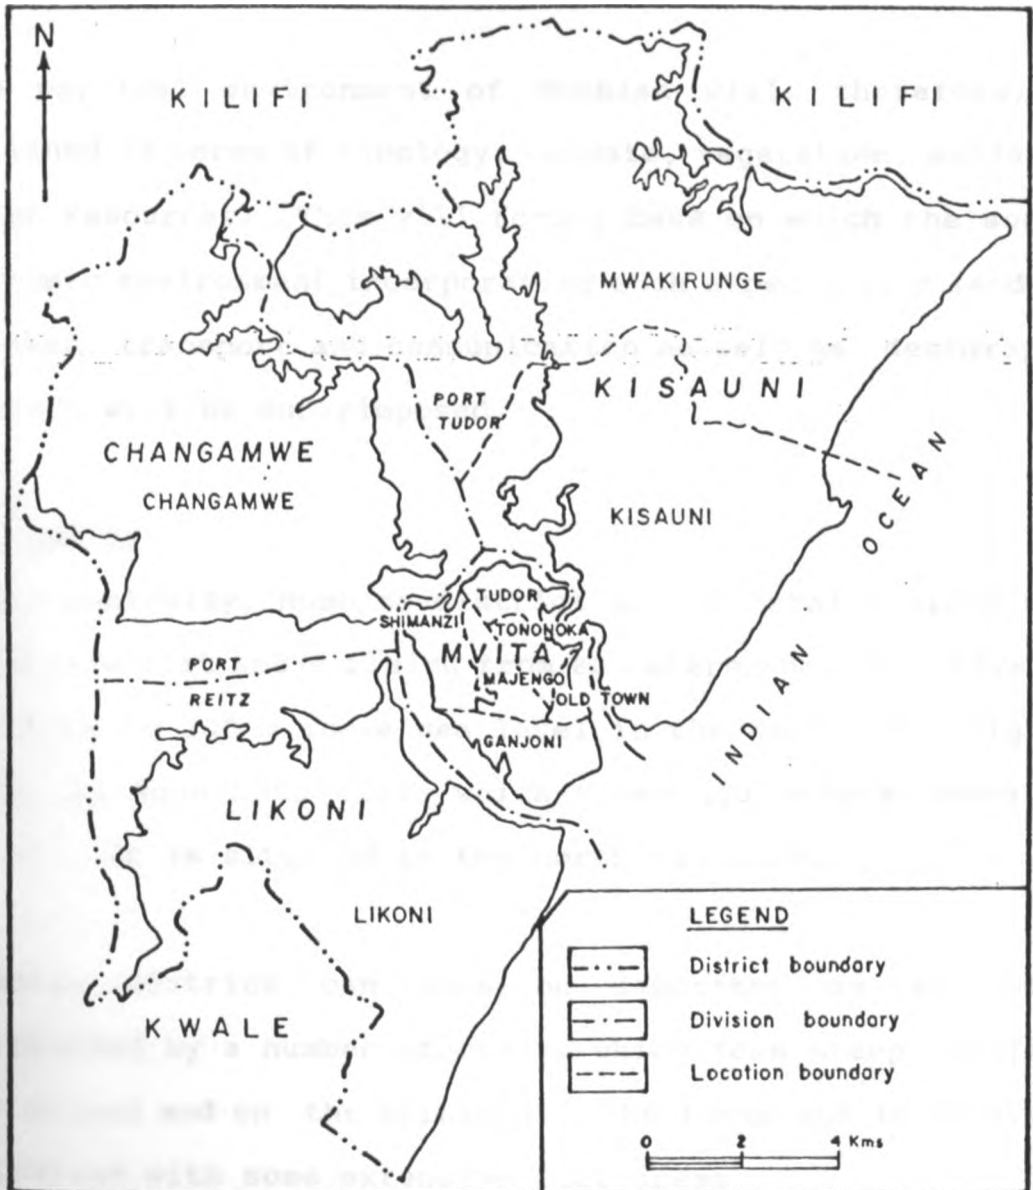 N
KILIFI
KILIFI
MWAKIRUNGE
KISAUNI
PORT
TUDOR
CHANGAMWE
CHANGAMWE
KISAUNI
INDIAN OCEAN
TUDOR
SHIMANZI
TONONOKA
MVITA
MAJENGO
OLD TOWN
GANJONI
PORT
REITZ
LIKONI
LIKONI
KWALE
LEGEND
District boundary
Division boundary
Location boundary
0 2 4 Kms